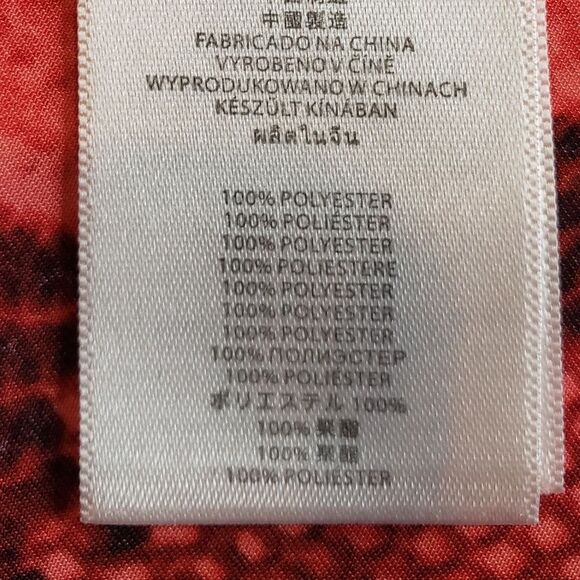 中國製造
FABRICADO NA CHINA
VYROBENO V ČÍNĚ
WYPRODUKOWANO W CHINACH
KÉSZÜLT KÍNÁBAN
ผลิตในจีน
100% POLYESTER
100% POLIÉSTER
100% POLYESTER
100% POLIESTERE
100% POLYESTER
100% POLYESTER
100% POLYESTER
100% ПОЛИЭСТЕР
100% POLIÉSTER
ポリエステル 100%
100% 聚酯
100% 聚酯
100% POLIÉSTER